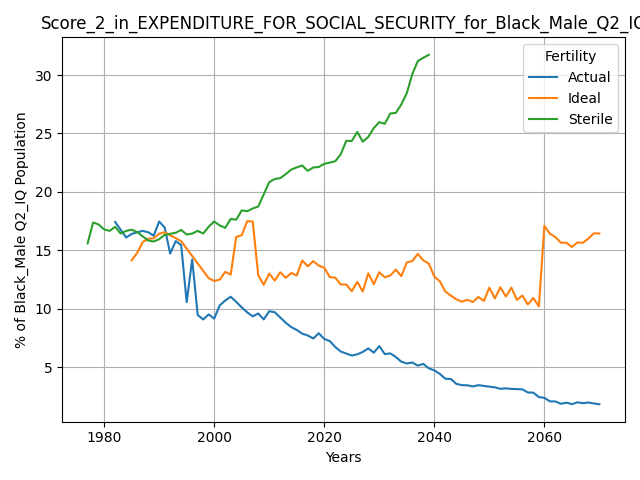 Score_2_in_EXPENDITURE_FOR_SOCIAL_SECURITY_for_Black_Male_Q2_IQ
Fertility
Actual
Ideal
Sterile
% of Black_Male Q2_IQ Population
30
25
20
15
10
5
1980
2000
2020
2040
2060
Years